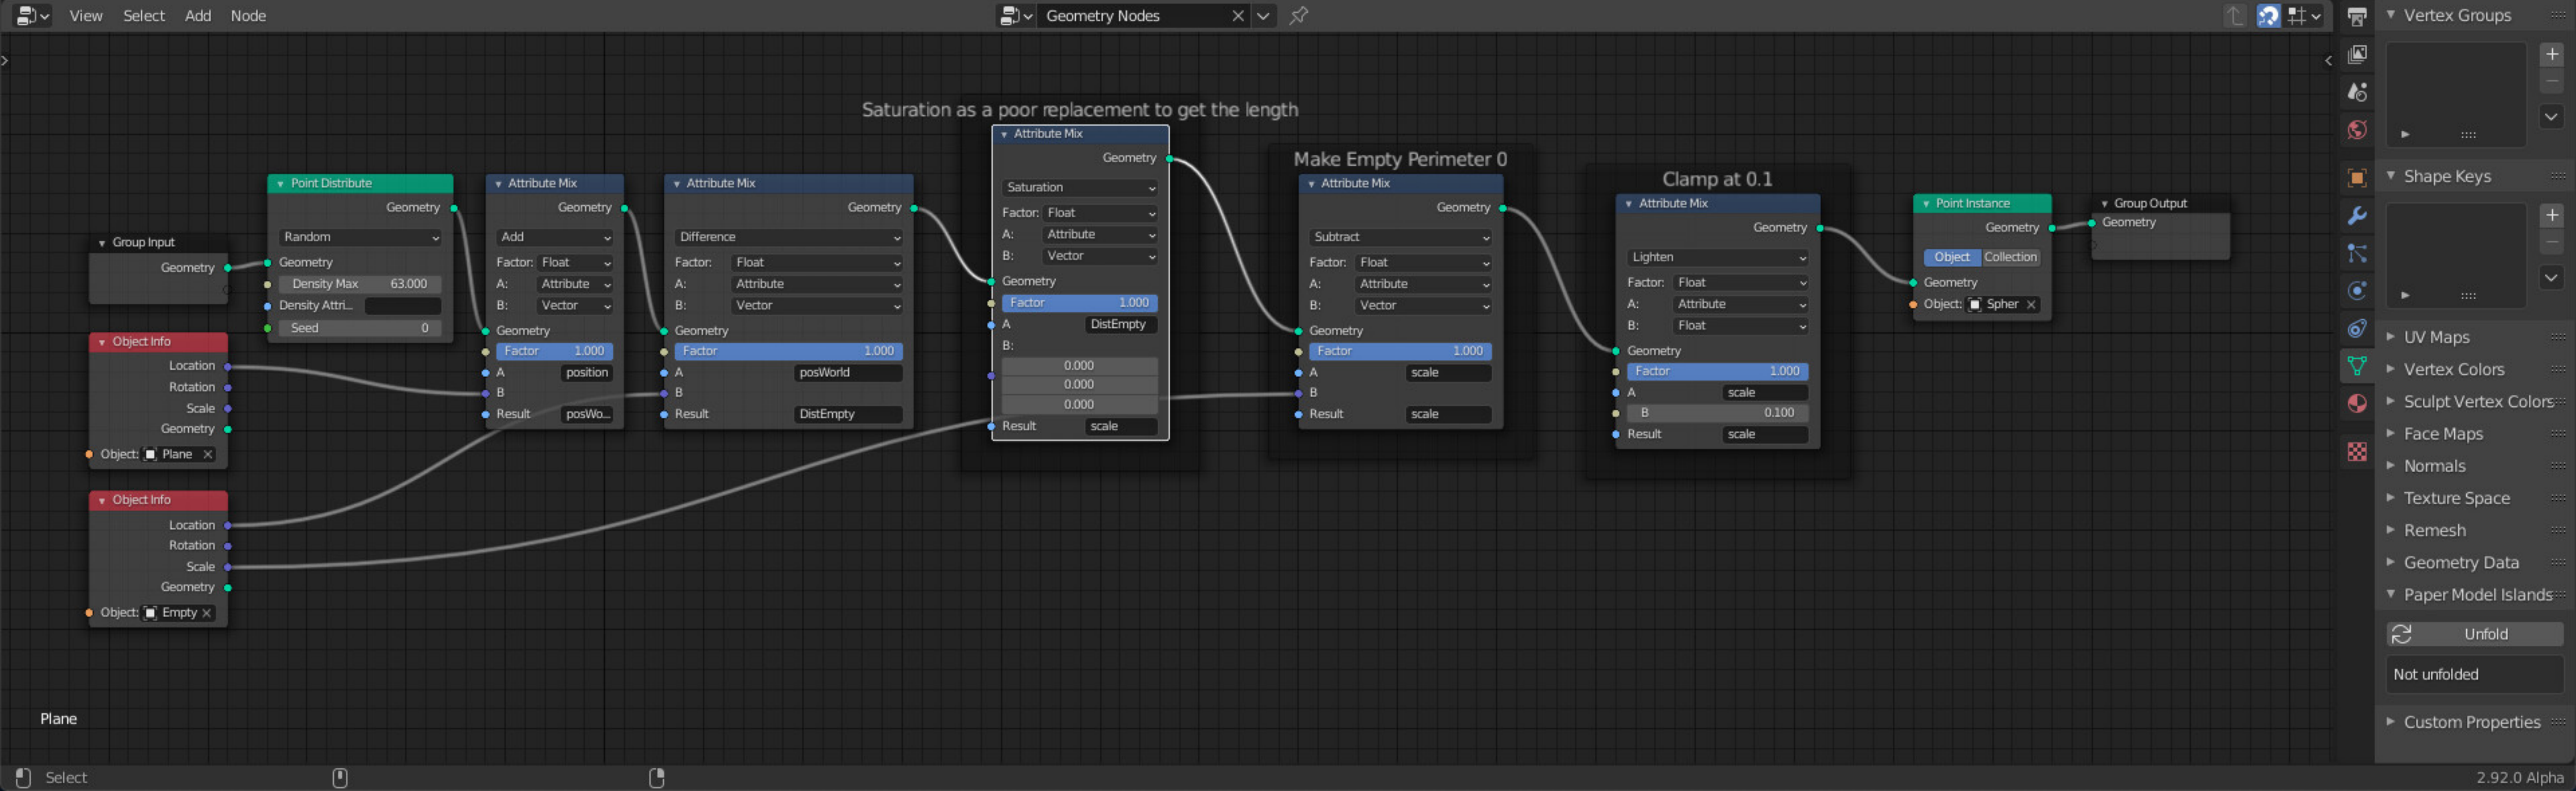 View Select Add Node
Geometry Nodes
Saturation as a poor replacement to get the length
Make Empty Perimeter 0
Clamp at 0.1
Group Input
Geometry
Point Distribute
Geometry
Random
Geometry
Density Max 63.000
Density Attri...
Seed 0
Object Info
Location
Rotation
Scale
Geometry
Object: Plane
Object Info
Location
Rotation
Scale
Geometry
Object: Empty
Attribute Mix
Geometry
Add
Factor: Float
A: Attribute
B: Vector
Geometry
Factor 1.000
A position
B
Result posWo...
Attribute Mix
Geometry
Difference
Factor: Float
A: Attribute
B: Vector
Geometry
Factor 1.000
A posWorld
B
Result DistEmpty
Attribute Mix
Geometry
Saturation
Factor: Float
A: Attribute
B: Vector
Geometry
Factor 1.000
A DistEmpty
B:
0.000
0.000
0.000
Result scale
Attribute Mix
Geometry
Subtract
Factor: Float
A: Attribute
B: Vector
Geometry
Factor 1.000
A scale
B
Result scale
Attribute Mix
Geometry
Lighten
Factor: Float
A: Attribute
B: Float
Geometry
Factor 1.000
A scale
B 0.100
Result scale
Point Instance
Geometry
Object Collection
Geometry
Object: Spher
Group Output
Geometry
Plane
Select
Vertex Groups
Shape Keys
UV Maps
Vertex Colors
Sculpt Vertex Colors
Face Maps
Normals
Texture Space
Remesh
Geometry Data
Paper Model Islands
Unfold
Not unfolded
Custom Properties
2.92.0 Alpha